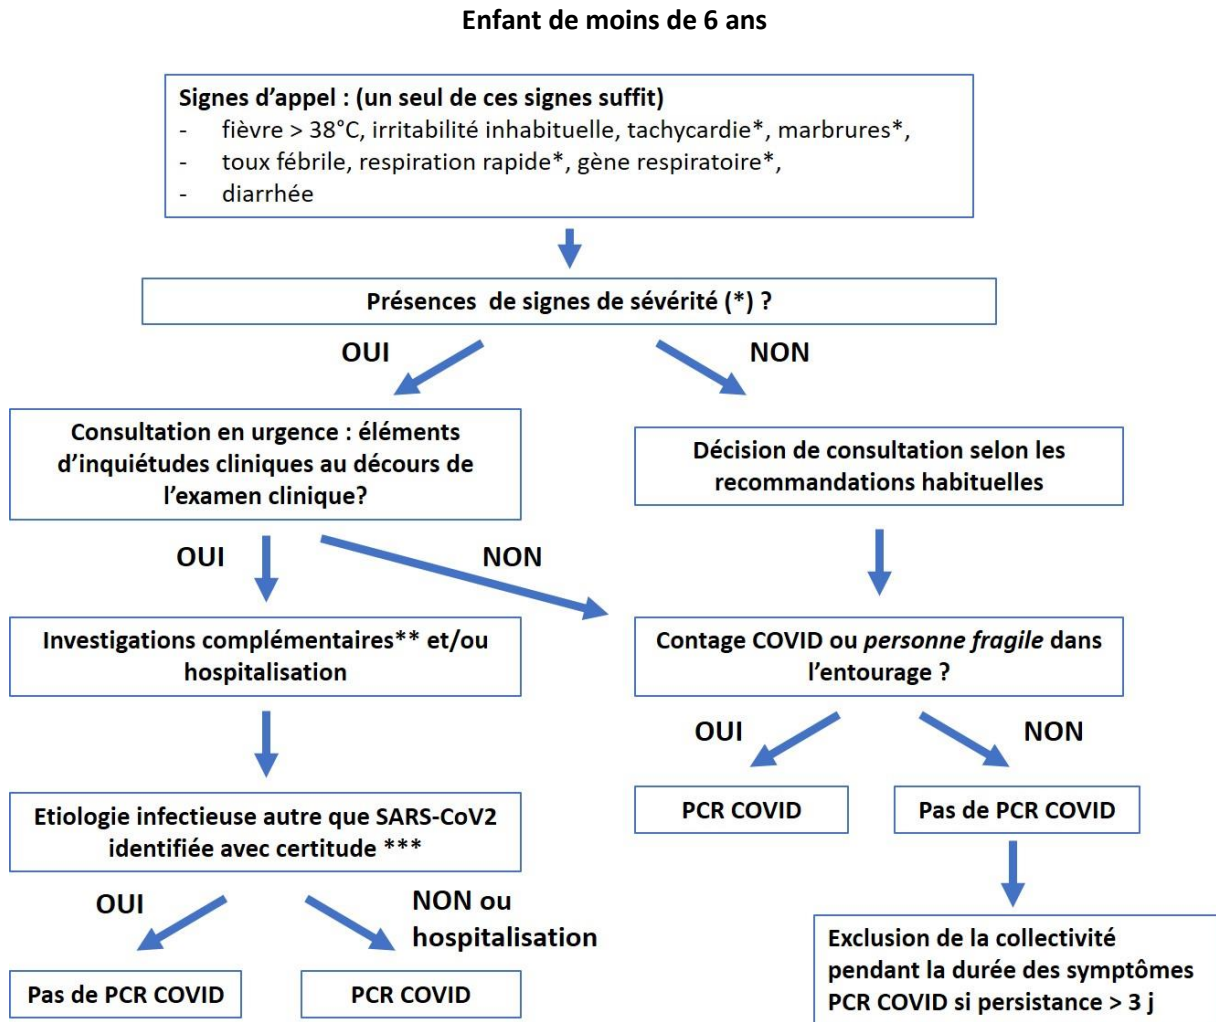 Enfant de moins de 6 ans
Signes d'appel : (un seul de ces signes suffit)
- fièvre > 38°C, irritabilité inhabituelle, tachycardie*, marbrures*,
- toux fébrile, respiration rapide*, gène respiratoire*,
- diarrhée
Présences de signes de sévérité (*) ?
OUI
NON
Consultation en urgence : éléments
d'inquiétudes cliniques au décours de
l'examen clinique?
Décision de consultation selon les
recommandations habituelles
OUI
NON
Investigations complémentaires** et/ou
hospitalisation
Contage COVID ou personne fragile dans
l'entourage ?
OUI
NON
Etiologie infectieuse autre que SARS-CoV2
identifiée avec certitude ***
PCR COVID
Pas de PCR COVID
OUI
NON ou
hospitalisation
Pas de PCR COVID
PCR COVID
Exclusion de la collectivité
pendant la durée des symptômes
PCR COVID si persistance > 3 j